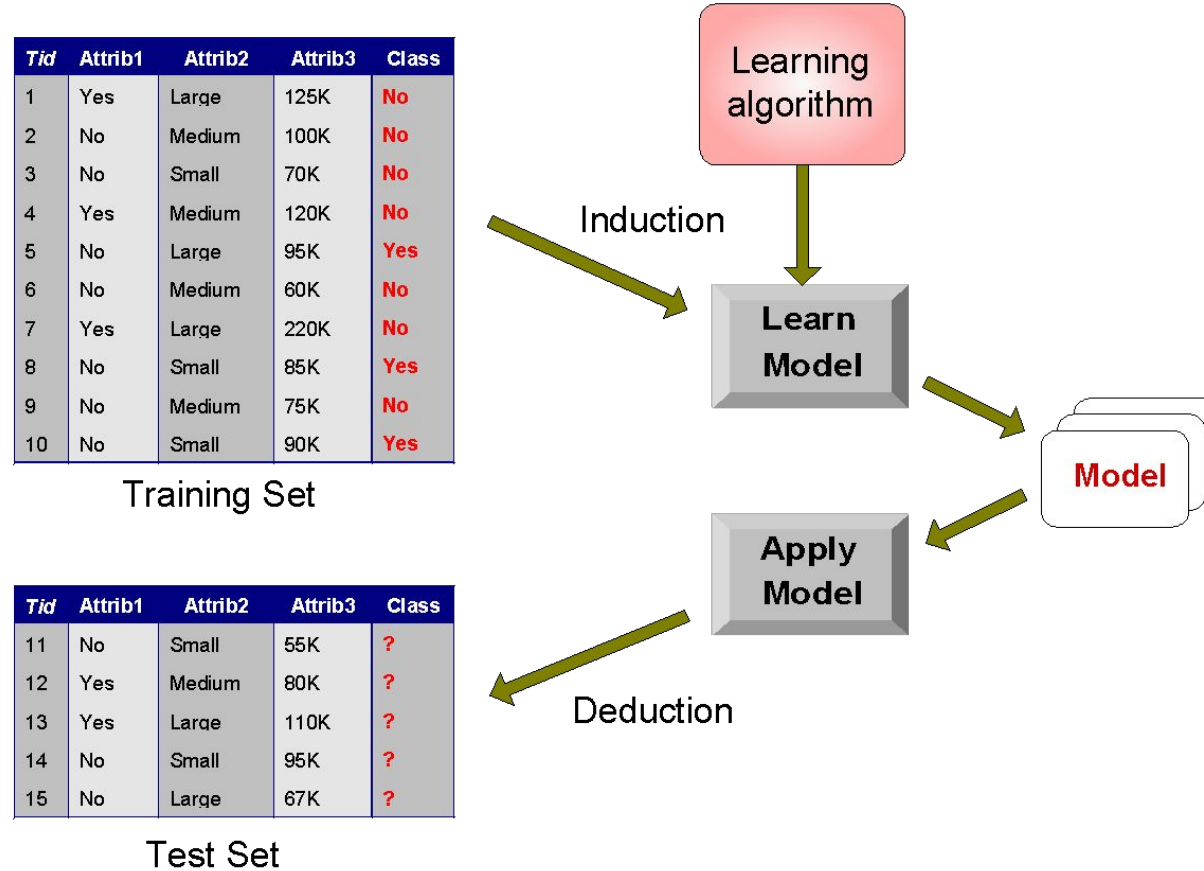 Tid Attrib1 Attrib2 Attrib3 Class
1 Yes Large 125K No
2 No Medium 100K No
3 No Small 70K No
4 Yes Medium 120K No
5 No Large 95K Yes
6 No Medium 60K No
7 Yes Large 220K No
8 No Small 85K Yes
9 No Medium 75K No
10 No Small 90K Yes
Training Set
Learning
algorithm
Induction
Learn
Model
Model
Apply
Model
Deduction
Tid Attrib1 Attrib2 Attrib3 Class
11 No Small 55K ?
12 Yes Medium 80K ?
13 Yes Large 110K ?
14 No Small 95K ?
15 No Large 67K ?
Test Set